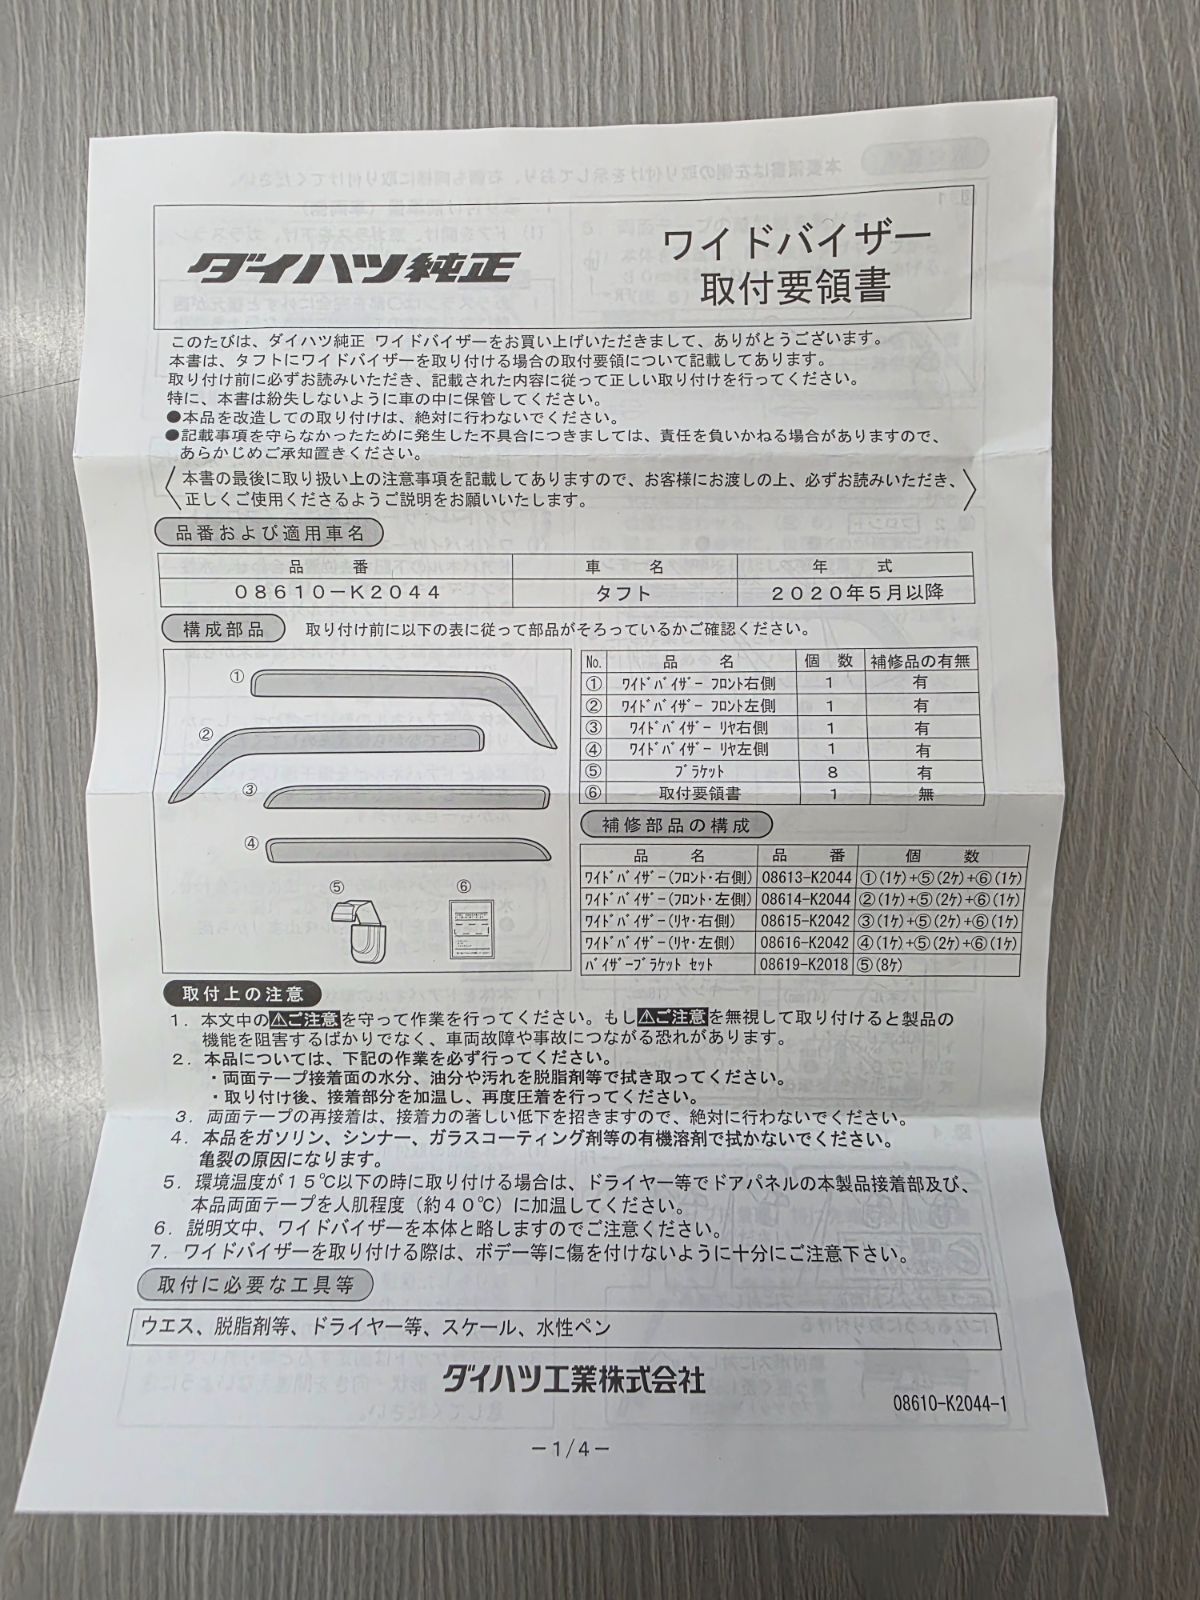 ダイハツ純正
ワイドバイザー
取付要領書
このたびは、ダイハツ純正 ワイドバイザーをお買い上げいただきまして、ありがとうございます。
本書は、タフトにワイドバイザーを取り付ける場合の取付要領について記載してあります。
取り付け前に必ずお読みいただき、記載された内容に従って正しい取り付けを行ってください。
特に、本書は紛失しないように車の中に保管してください。
●本品を改造しての取り付けは、絶対に行わないでください。
●記載事項を守らなかったために発生した不具合につきましては、責任を負いかねる場合がありますので、
あらかじめご承知置きください。
本書の最後に取り扱い上の注意事項を記載してありますので、お客様にお渡しの上、必ずお読みいただき、
正しくご使用くださるようご説明をお願いいたします。
品番および適用車名
品 番 車 名 年 式
08610-K2044 タフト 2020年5月以降
構成部品 取り付け前に以下の表に従って部品がそろっているかご確認ください。
①
②
③
④
⑤ ⑥
No. 品 名 個 数 補修品の有無
① ワイドバイザー フロント右側 1 有
② ワイドバイザー フロント左側 1 有
③ ワイドバイザー リヤ右側 1 有
④ ワイドバイザー リヤ左側 1 有
⑤ ブラケット 8 有
⑥ 取付要領書 1 無
補修部品の構成
品 名 品 番 個 数
ワイドバイザー(フロント・右側) 08613-K2044 ①(1ケ)+⑤(2ケ)+⑥(1ケ)
ワイドバイザー(フロント・左側) 08614-K2044 ②(1ケ)+⑤(2ケ)+⑥(1ケ)
ワイドバイザー(リヤ・右側) 08615-K2042 ③(1ケ)+⑤(2ケ)+⑥(1ケ)
ワイドバイザー(リヤ・左側) 08616-K2042 ④(1ケ)+⑤(2ケ)+⑥(1ケ)
バイザーブラケット セット 08619-K2018 ⑤(8ケ)
取付上の注意
1．本文中の⚠ご注意を守って作業を行ってください。もし⚠ご注意を無視して取り付けると製品の
機能を阻害するばかりでなく、車両故障や事故につながる恐れがあります。
2．本品については、下記の作業を必ず行ってください。
・両面テープ接着面の水分、油分や汚れを脱脂剤等で拭き取ってください。
・取り付け後、接着部分を加温し、再度圧着を行ってください。
3．両面テープの再接着は、接着力の著しい低下を招きますので、絶対に行わないでください。
4．本品をガソリン、シンナー、ガラスコーティング剤等の有機溶剤で拭かないでください。
亀裂の原因になります。
5．環境温度が15℃以下の時に取り付ける場合は、ドライヤー等でドアパネルの本製品接着部及び、
本品両面テープを人肌程度（約40℃）に加温してください。
6．説明文中、ワイドバイザーを本体と略しますのでご注意ください。
7．ワイドバイザーを取り付ける際は、ボデー等に傷を付けないように十分にご注意下さい。
取付に必要な工具等
ウエス、脱脂剤等、ドライヤー等、スケール、水性ペン
ダイハツ工業株式会社
08610-K2044-1
－1/4－